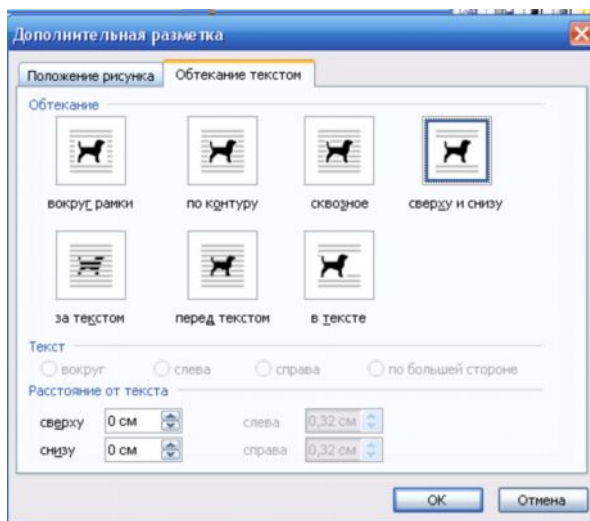 Дополнительная разметка
Положение рисунка Обтекание текстом
Обтекание
вокруг рамки по контуру сквозное сверху и снизу
за текстом перед текстом в тексте
Текст
вокруг слева справа по большей стороне
Расстояние от текста
сверху 0 см слева 0,32 см
снизу 0 см справа 0,32 см
ОК Отмена